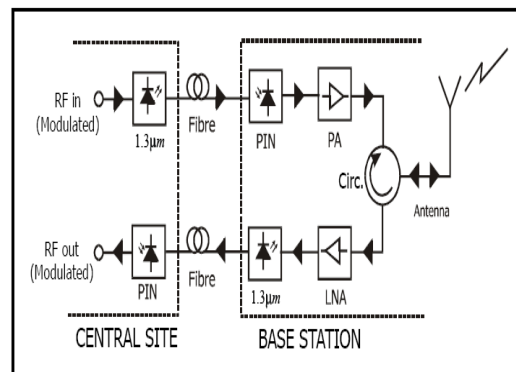 RF in
(Modulated)
1.3μm
Fibre
PIN
PA
Circ.
Antenna
RF out
(Modulated)
PIN
Fibre
1.3μm
LNA
CENTRAL SITE
BASE STATION